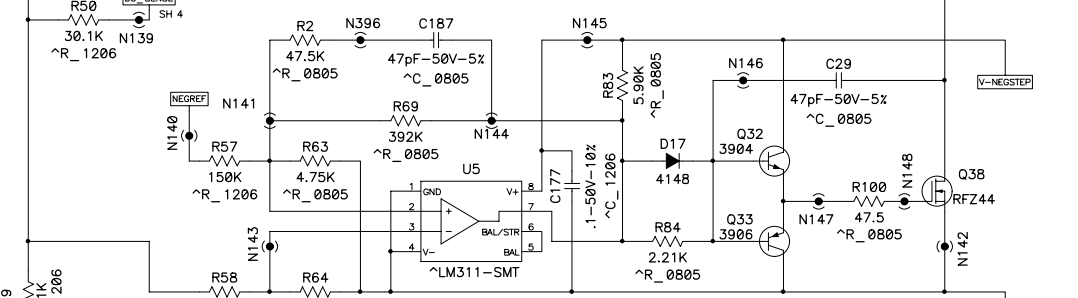 R50
SH 4
30.1K
N139
^R_1206
R2
N396
C187
N145
47.5K
47pF-50V-5%
^R_0805
^C_0805
R83
5.90K
^R_0805
N146
C29
V-NEGSTEP
47pF-50V-5%
^C_0805
NEGREF
N141
R69
N140
392K
N144
^R_0805
R57
R63
150K
4.75K
^R_1206
^R_0805
U5
D17
4148
Q32
3904
C177
.1-50V-10%
^C_1206
1
GND
V+
8
2
+
7
3
-
BAL/STR
6
4
V-
BAL
5
^LM311-SMT
N143
R84
2.21K
^R_0805
Q33
3906
N147
R100
47.5
^R_0805
N148
Q38
RFZ44
N142
R58
R64
9
1K
206